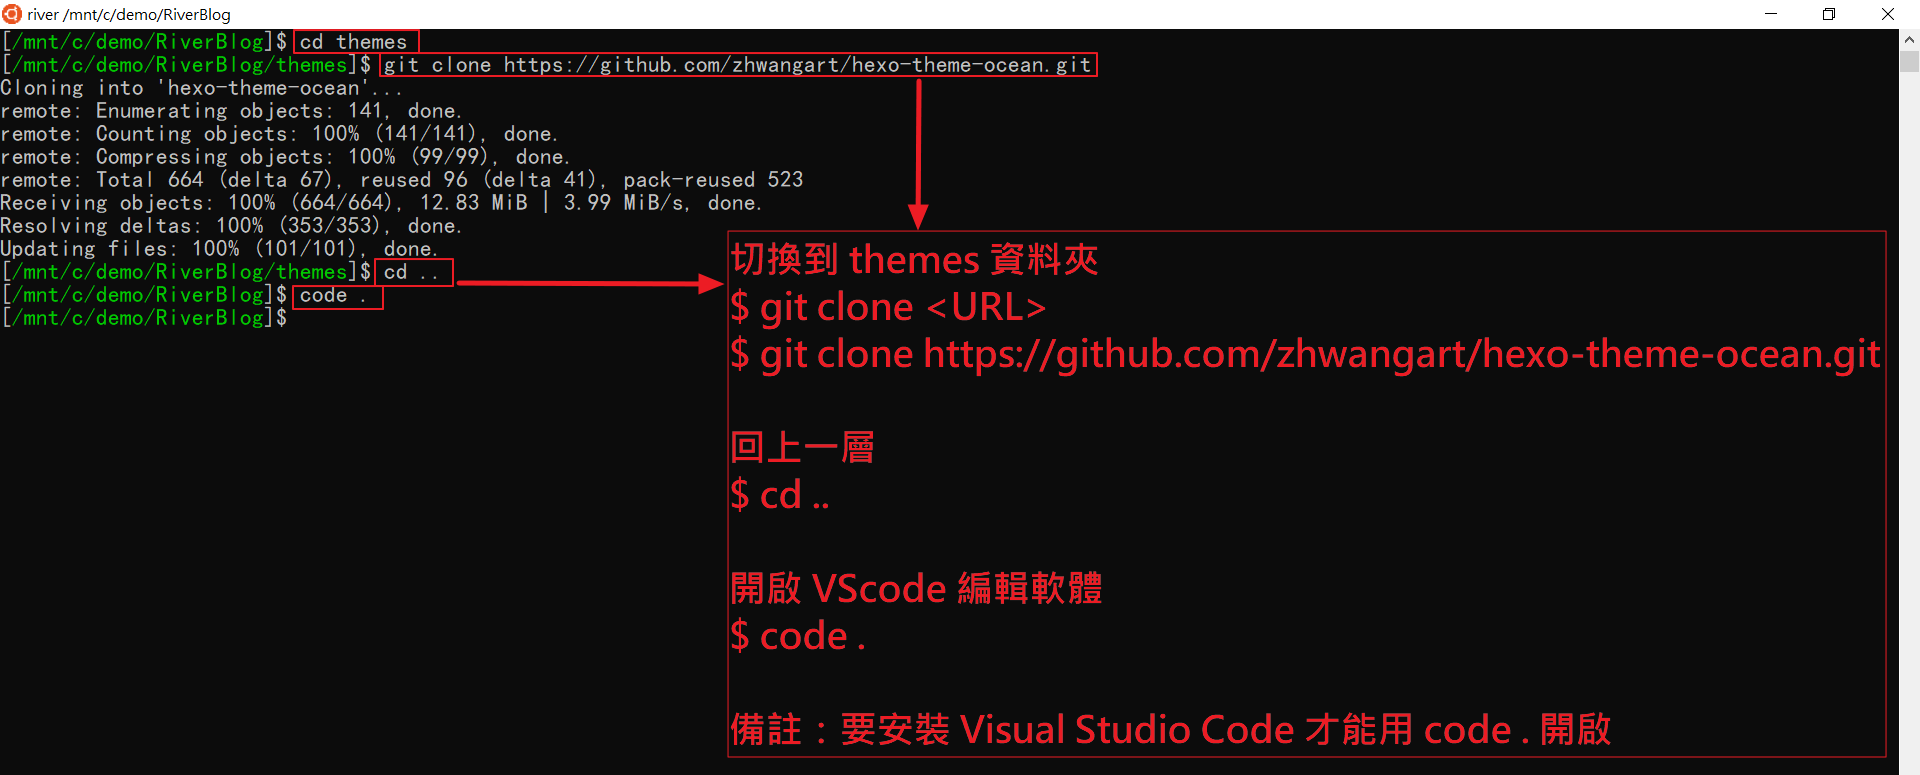 river /mnt/c/demo/RiverBlog
[/mnt/c/demo/RiverBlog]$ cd themes
[/mnt/c/demo/RiverBlog/themes]$ git clone https://github.com/zhwangart/hexo-theme-ocean.git
Cloning into 'hexo-theme-ocean'...
remote: Enumerating objects: 141, done.
remote: Counting objects: 100% (141/141), done.
remote: Compressing objects: 100% (99/99), done.
remote: Total 664 (delta 67), reused 96 (delta 41), pack-reused 523
Receiving objects: 100% (664/664), 12.83 MiB | 3.99 MiB/s, done.
Resolving deltas: 100% (353/353), done.
Updating files: 100% (101/101), done.
[/mnt/c/demo/RiverBlog/themes]$ cd ..
[/mnt/c/demo/RiverBlog]$ code .
[/mnt/c/demo/RiverBlog]$
切換到 themes 資料夾
$ git clone <URL>
$ git clone https://github.com/zhwangart/hexo-theme-ocean.git
回上一層
$ cd ..
開啟 VScode 編輯軟體
$ code .
備註：要安裝 Visual Studio Code 才能用 code . 開啟